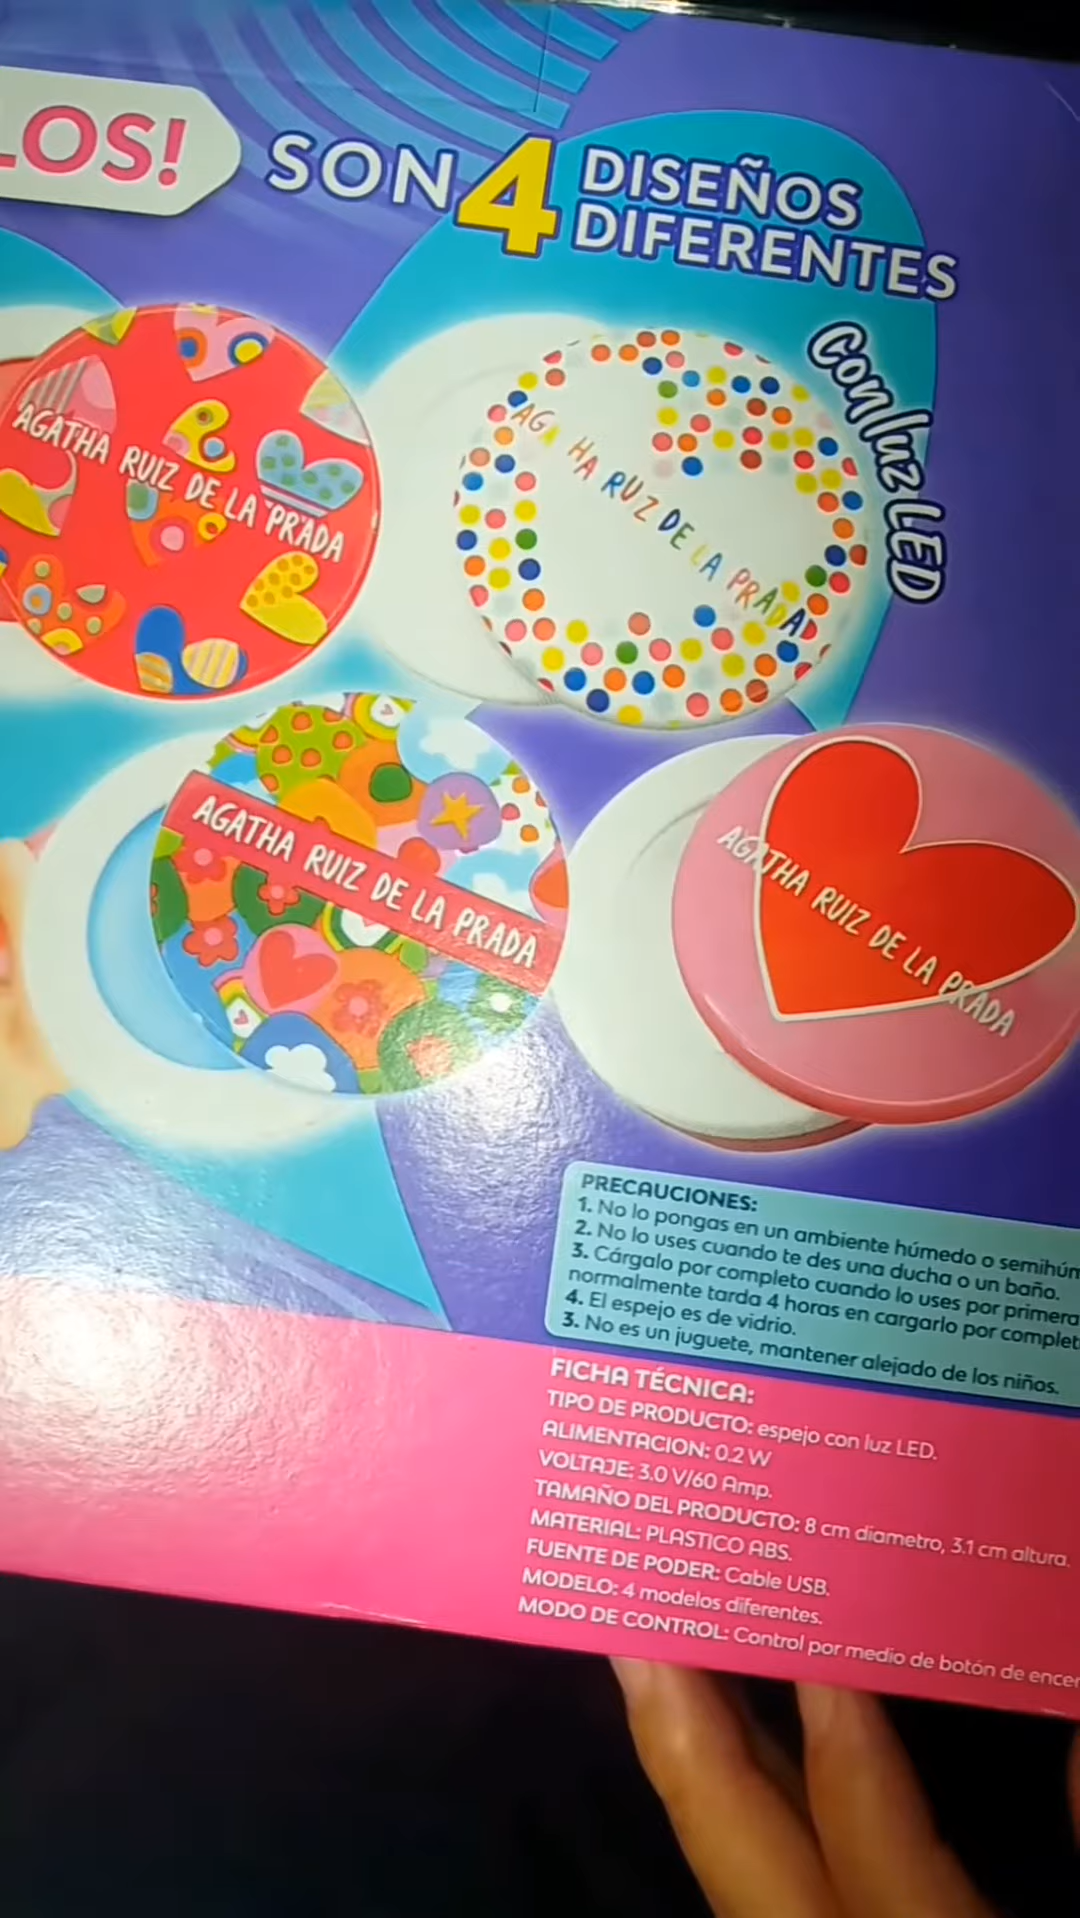 LOS!
SON 4 DISEÑOS
DIFERENTES
Con luz LED
AGATHA RUIZ DE LA PRADA
AGATHA RUZ DE LA PRADA
AGATHA RUIZ DE LA PRADA
AGATHA RUIZ DE LA PRADA
PRECAUCIONES:
1. No lo pongas en un ambiente húmedo o semihúm
2. No lo uses cuando te des una ducha o un baño.
3. Cárgalo por completo cuando lo uses por primera
normalmente tarda 4 horas en cargarlo por complet
4. El espejo es de vidrio.
3. No es un juguete, mantener alejado de los niños.
FICHA TÉCNICA:
TIPO DE PRODUCTO: espejo con luz LED.
ALIMENTACION: 0.2 W
VOLTAJE: 3.0 V/60 Amp.
TAMAÑO DEL PRODUCTO: 8 cm diametro, 3.1 cm altura.
MATERIAL: PLASTICO ABS.
FUENTE DE PODER: Cable USB.
MODELO: 4 modelos diferentes.
MODO DE CONTROL: Control por medio de botón de encen